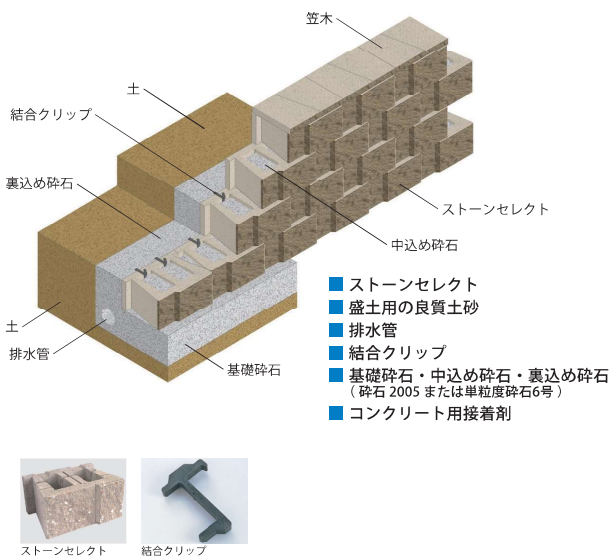 笠木
土
結合クリップ
裏込め砕石
ストーンセレクト
中込め砕石
土
排水管
基礎砕石
ストーンセレクト
盛土用の良質土砂
排水管
結合クリップ
基礎砕石・中込め砕石・裏込め砕石
（ 砕石 2005 または単粒度砕石6号 ）
コンクリート用接着剤
ストーンセレクト
結合クリップ